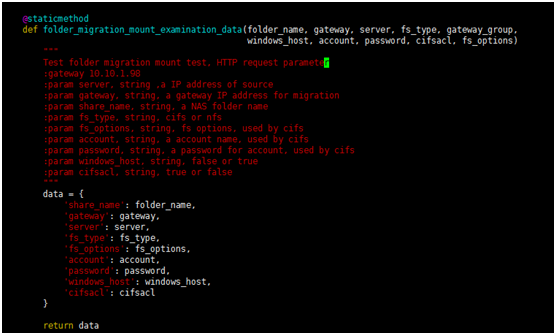 @staticmethod
def folder_migration_mount_examination_data(folder_name, gateway, server, fs_type, gateway_group,
windows_host, account, password, cifsacl, fs_options)
"""
Test folder migration mount test, HTTP request parameter
:gateway 10.10.1.98
:param server, string ,a IP address of source
:param gateway, string, a gateway IP address for migration
:param share_name, string, a NAS folder name
:param fs_type, string, cifs or nfs
:param fs_options, string, fs options, used by cifs
:param account, string, a account name, used by cifs
:param password, string, a password for account, used by cifs
:param windows_host, string, false or true
:param cifsacl, string, true or false
"""
data = {
'share_name': folder_name,
'gateway': gateway,
'server': server,
'fs_type': fs_type,
'fs_options': fs_options,
'account': account,
'password': password,
'windows_host': windows_host,
'cifsacl': cifsacl
}
return data